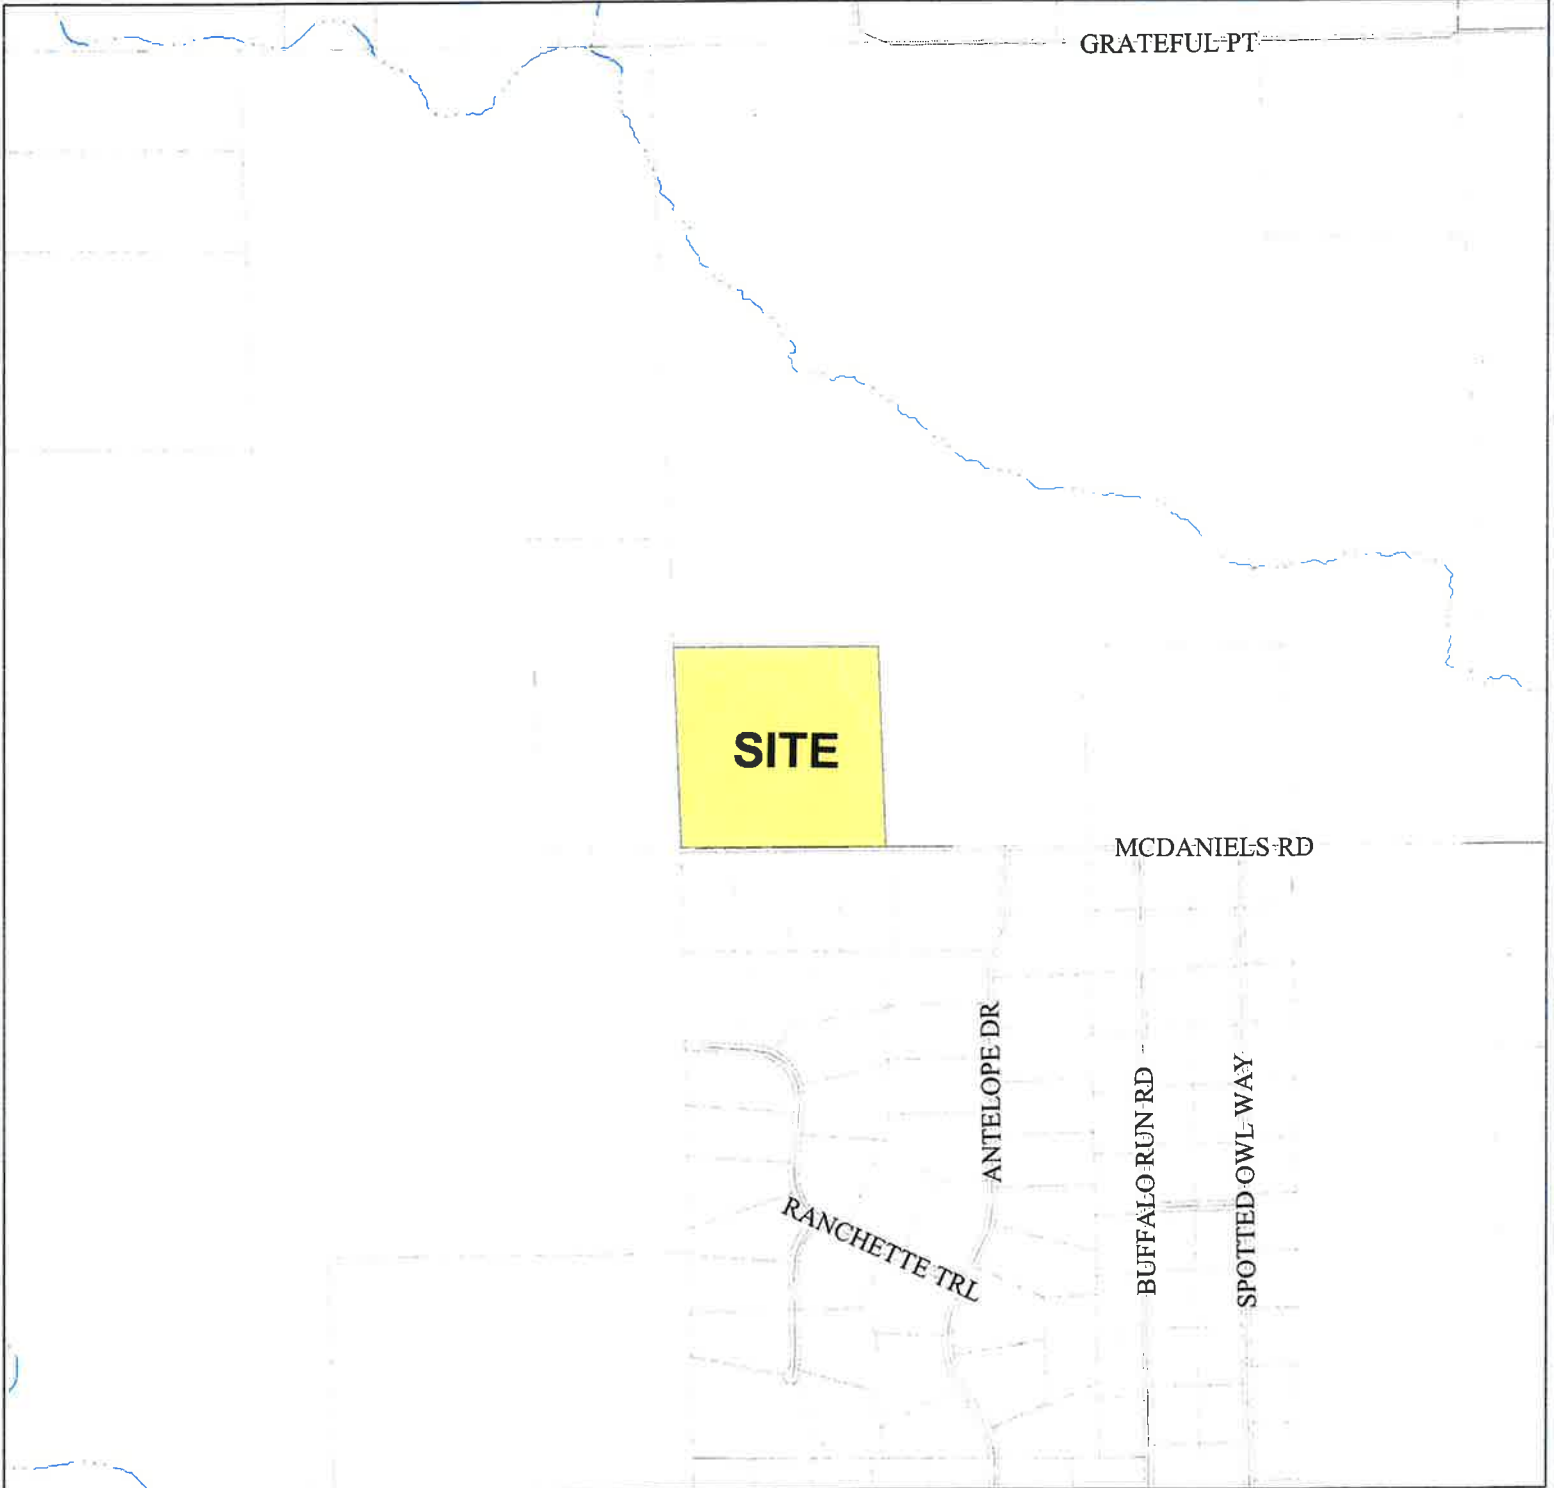 GRATEFUL PT
SITE
MCDANIELS RD
ANTELOPE DR
BUFFALO RUN RD
SPOTTED OWL WAY
RANCHETTE TRL